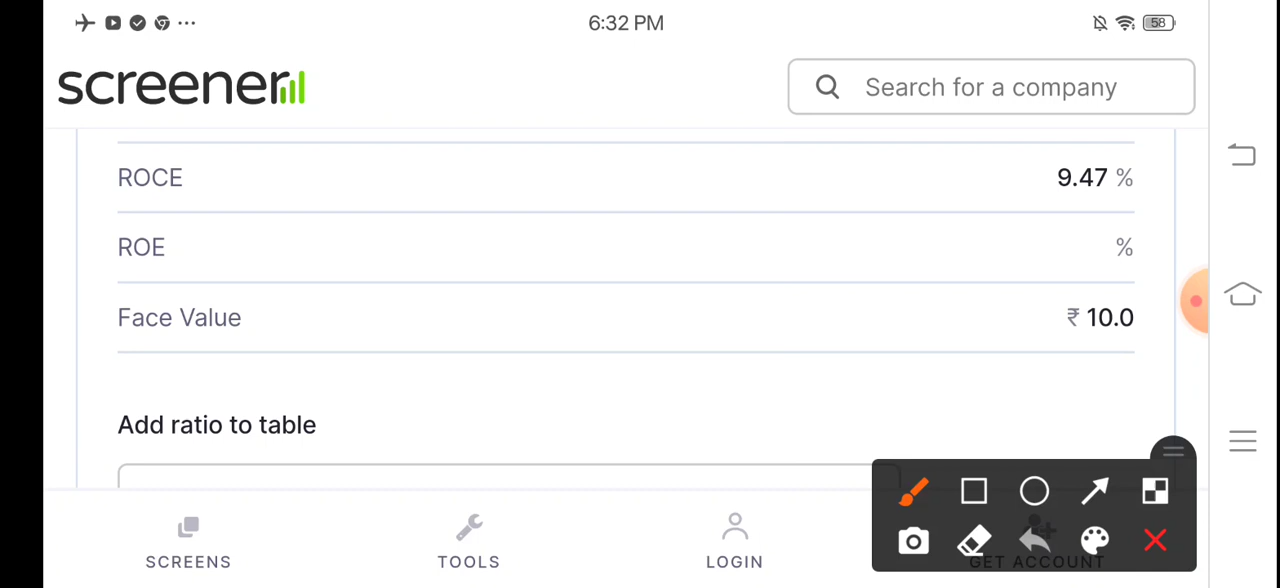 6:32 PM
58
screener
Search for a company
ROCE 9.47 %
ROE %
Face Value ₹ 10.0
Add ratio to table
SCREENS TOOLS LOGIN GET ACCOUNT